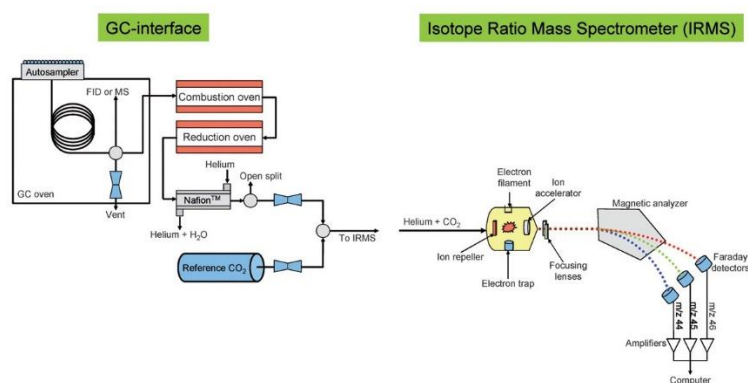 GC-interface
Isotope Ratio Mass Spectrometer (IRMS)
Autosampler
FID or MS
GC oven
Vent
Combustion oven
Reduction oven
Helium
Open split
Nafion™
Helium + H₂O
To IRMS
Reference CO₂
Helium + CO₂
Electron
filament
Ion
accelerator
Ion repeller
Electron trap
Focusing
lenses
Magnetic analyzer
Faraday
detectors
m/z 44
m/z 45
m/z 46
Amplifiers
Computer